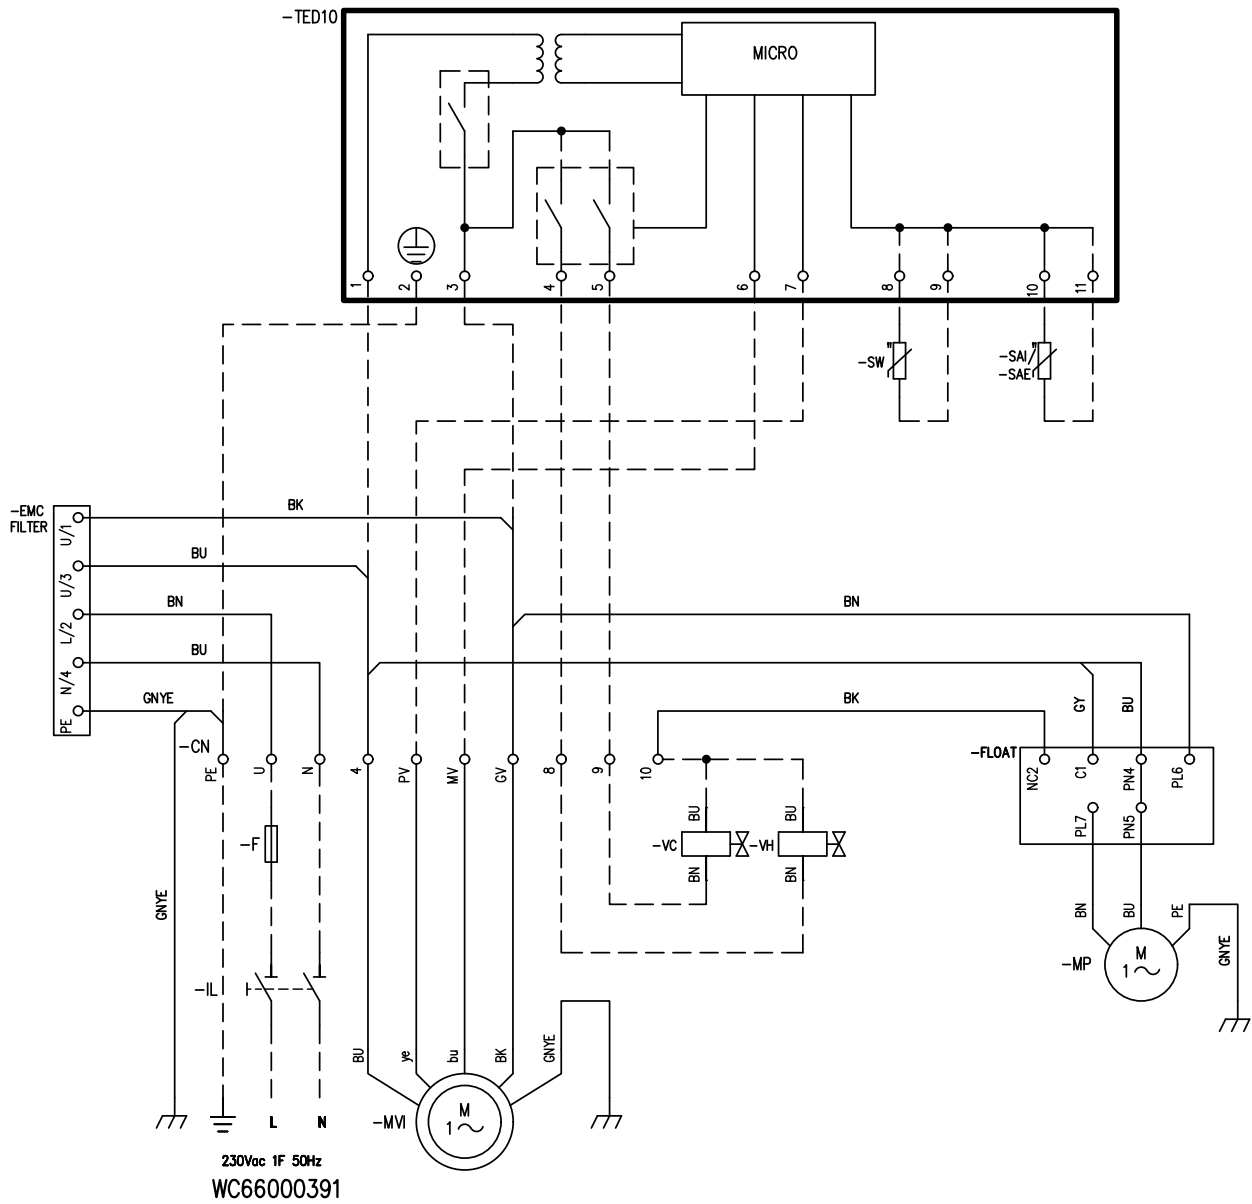 -TED10
MICRO
1
2
3
4
5
6
7
8
9
10
11
-SW
-SAI/
-SAE
-EMC
FILTER
U/1
BK
U/3
BU
L/2
BN
BN
N/4
BU
PE
GNYE
BK
GY
BU
-CN
PE
U
N
4
PV
MV
GV
8
9
10
-FLOAT
NC2
C1
PN4
PL6
PL7
PN5
-F
BU
BU
-VC
-VH
BN
BN
GNYE
BN
BU
PE
GNYE
-MP
M
1
-IL
BU
ye
bu
BK
GNYE
-MVI
M
1
L
N
230Vac 1F 50Hz
WC66000391